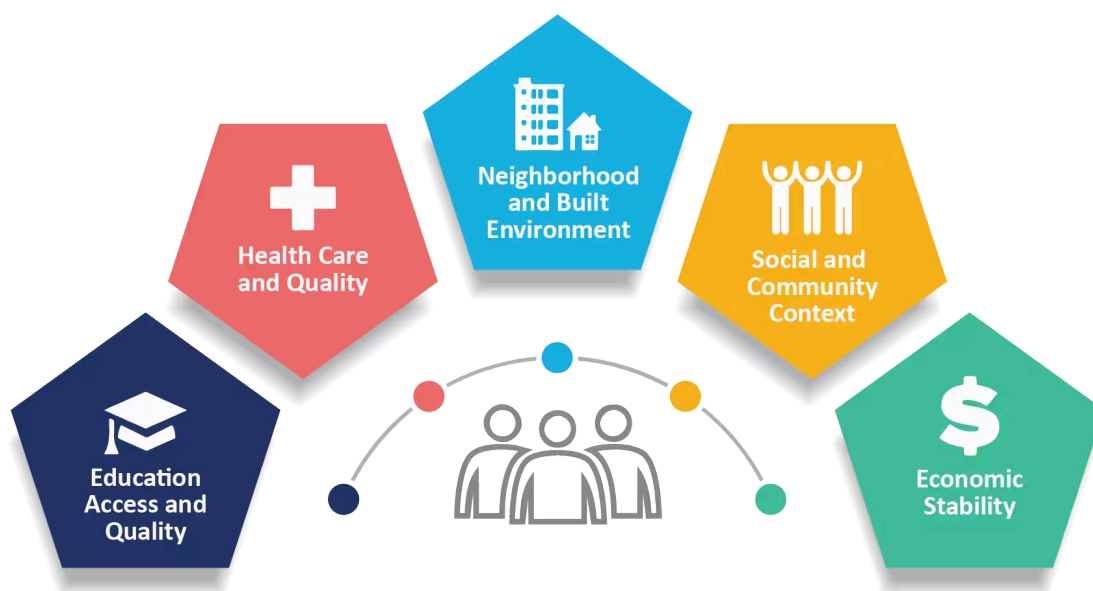 Education
Access and
Quality
Health Care
and Quality
Neighborhood
and Built
Environment
Social and
Community
Context
Economic
Stability